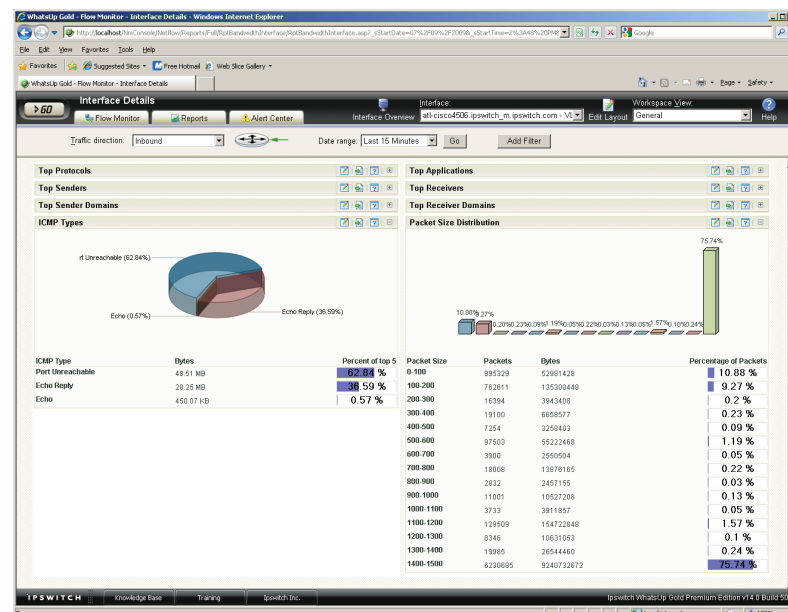 WhatsUp Gold - Flow Monitor - Interface Details - Windows Internet Explorer
http://localhost/NmConsole/Netflow/Reports/Full/RptBandwidthInterface/RptBandwidthInterface.asp?_sStartDate=07%2F09%2F2009&_sStartTime=2%3A48%20PM&
Google
File Edit View Favorites Tools Help
Favorites Suggested Sites Free Hotmail Web Slice Gallery
WhatsUp Gold - Flow Monitor - Interface Details
Page Safety
GO
Interface Details
Interface:
Workspace View:
Flow Monitor Reports Alert Center
Interface Overview atl-cisco4506.ipswitch_m.ipswitch.com - VL Edit Layout General Help
Traffic direction: Inbound Date range: Last 15 Minutes Go Add Filter
Top Protocols
Top Senders
Top Sender Domains
ICMP Types
rt Unreachable (62.84%)
Echo (0.57%)
Echo Reply (36.59%)
ICMP Type Bytes Percent of top 5
Port Unreachable 48.51 MB 62.84 %
Echo Reply 28.25 MB 36.59 %
Echo 450.07 KB 0.57 %
Top Applications
Top Receivers
Top Receiver Domains
Packet Size Distribution
75.74%
10.88% 9.27% 0.20% 0.23% 0.09% 1.19% 0.05% 0.22% 0.03% 0.13% 0.05% 1.57% 0.10% 0.24%
Packet Size Packets Bytes Percentage of Packets
0-100 895329 52981428 10.88 %
100-200 762611 135300448 9.27 %
200-300 16394 3943408 0.2 %
300-400 19100 6658577 0.23 %
400-500 7254 3258403 0.09 %
500-600 97503 55222468 1.19 %
600-700 3900 2550504 0.05 %
700-800 18008 13876165 0.22 %
800-900 2832 2457155 0.03 %
900-1000 11001 10527208 0.13 %
1000-1100 3733 3911857 0.05 %
1100-1200 129509 154722848 1.57 %
1200-1300 8346 10631053 0.1 %
1300-1400 19985 26544460 0.24 %
1400-1500 6230685 9240732672 75.74 %
IPSWITCH Knowledge Base Training Ipswitch Inc. Ipswitch WhatsUp Gold Premium Edition v14.0 Build 50